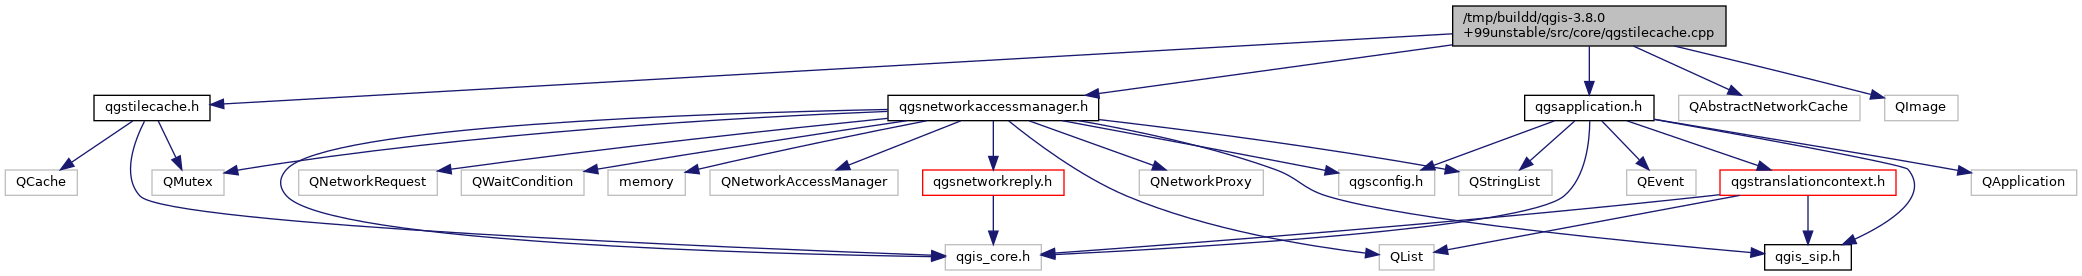 /tmp/buildd/qgis-3.8.0
+99unstable/src/core/qgstilecache.cpp
qgstilecache.h
qgsnetworkaccessmanager.h
qgsapplication.h
QAbstractNetworkCache
QImage
QCache
QMutex
QNetworkRequest
QWaitCondition
memory
QNetworkAccessManager
qgsnetworkreply.h
QNetworkProxy
qgsconfig.h
QStringList
QEvent
qgstranslationcontext.h
QApplication
qgis_core.h
QList
qgis_sip.h